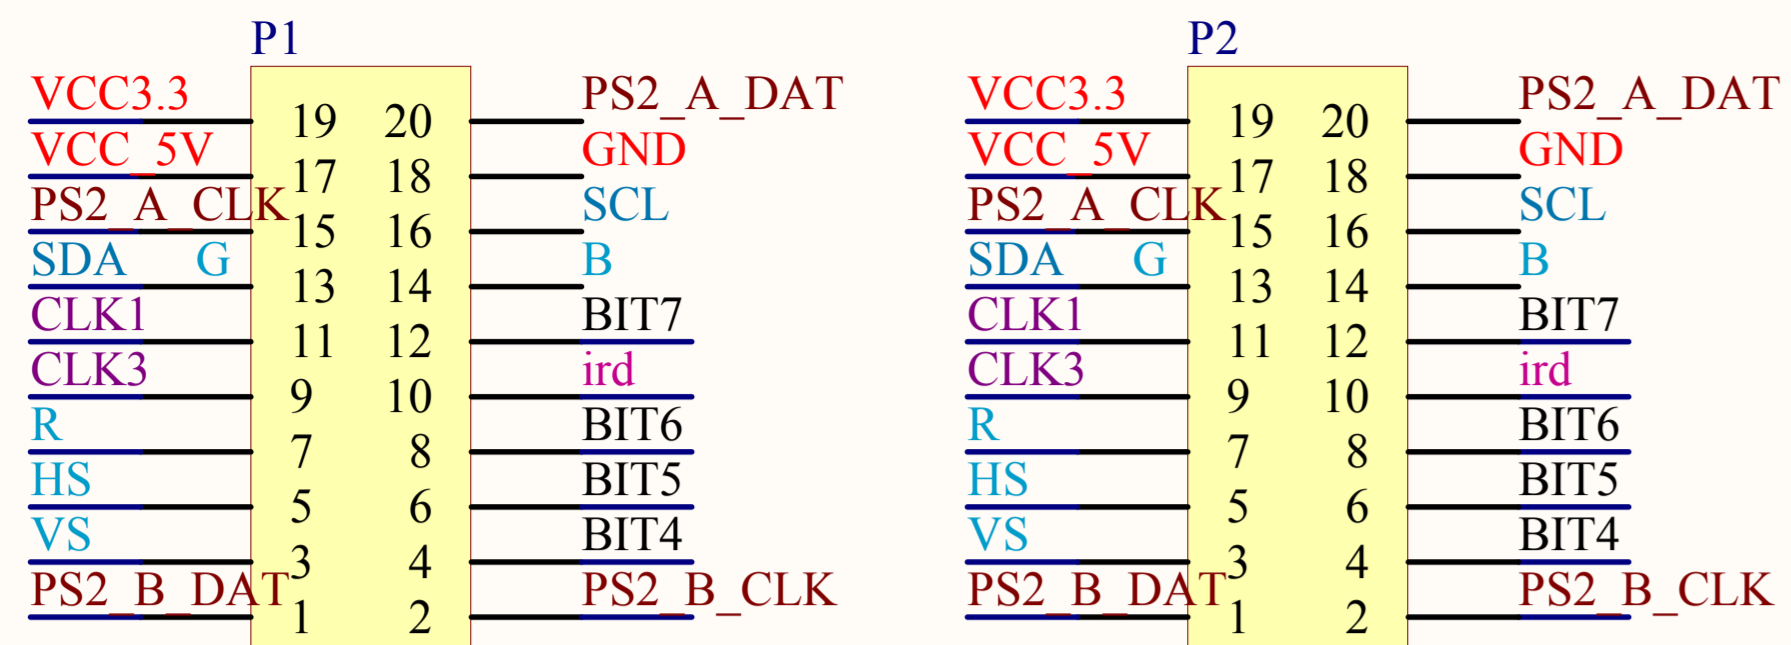 P1 P2
VCC3.3 PS2_A_DAT VCC3.3 PS2_A_DAT
19 20 19 20
VCC_5V GND VCC_5V GND
17 18 17 18
PS2_A_CLK SCL PS2_A_CLK SCL
15 16 15 16
SDA G B SDA G B
13 14 13 14
CLK1 BIT7 CLK1 BIT7
11 12 11 12
CLK3 ird CLK3 ird
9 10 9 10
R BIT6 R BIT6
7 8 7 8
HS BIT5 HS BIT5
5 6 5 6
VS BIT4 VS BIT4
3 4 3 4
PS2_B_DAT PS2_B_CLK PS2_B_DAT PS2_B_CLK
1 2 1 2